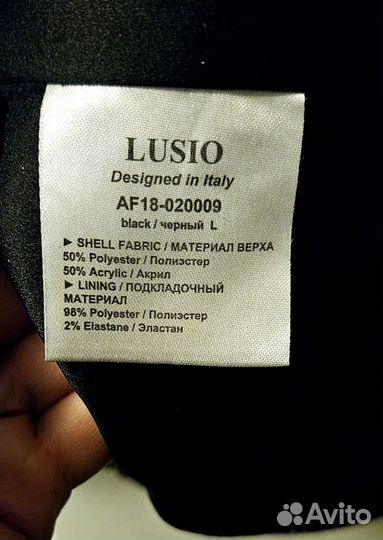 LUSIO
Designed in Italy
AF18-020009
black / черный L
► SHELL FABRIC / МАТЕРИАЛ ВЕРХА
50% Polyester / Полиэстер
50% Acrylic / Акрил
► LINING / ПОДКЛАДОЧНЫЙ
МАТЕРИАЛ
98% Polyester / Полиэстер
2% Elastane / Эластан
Avito